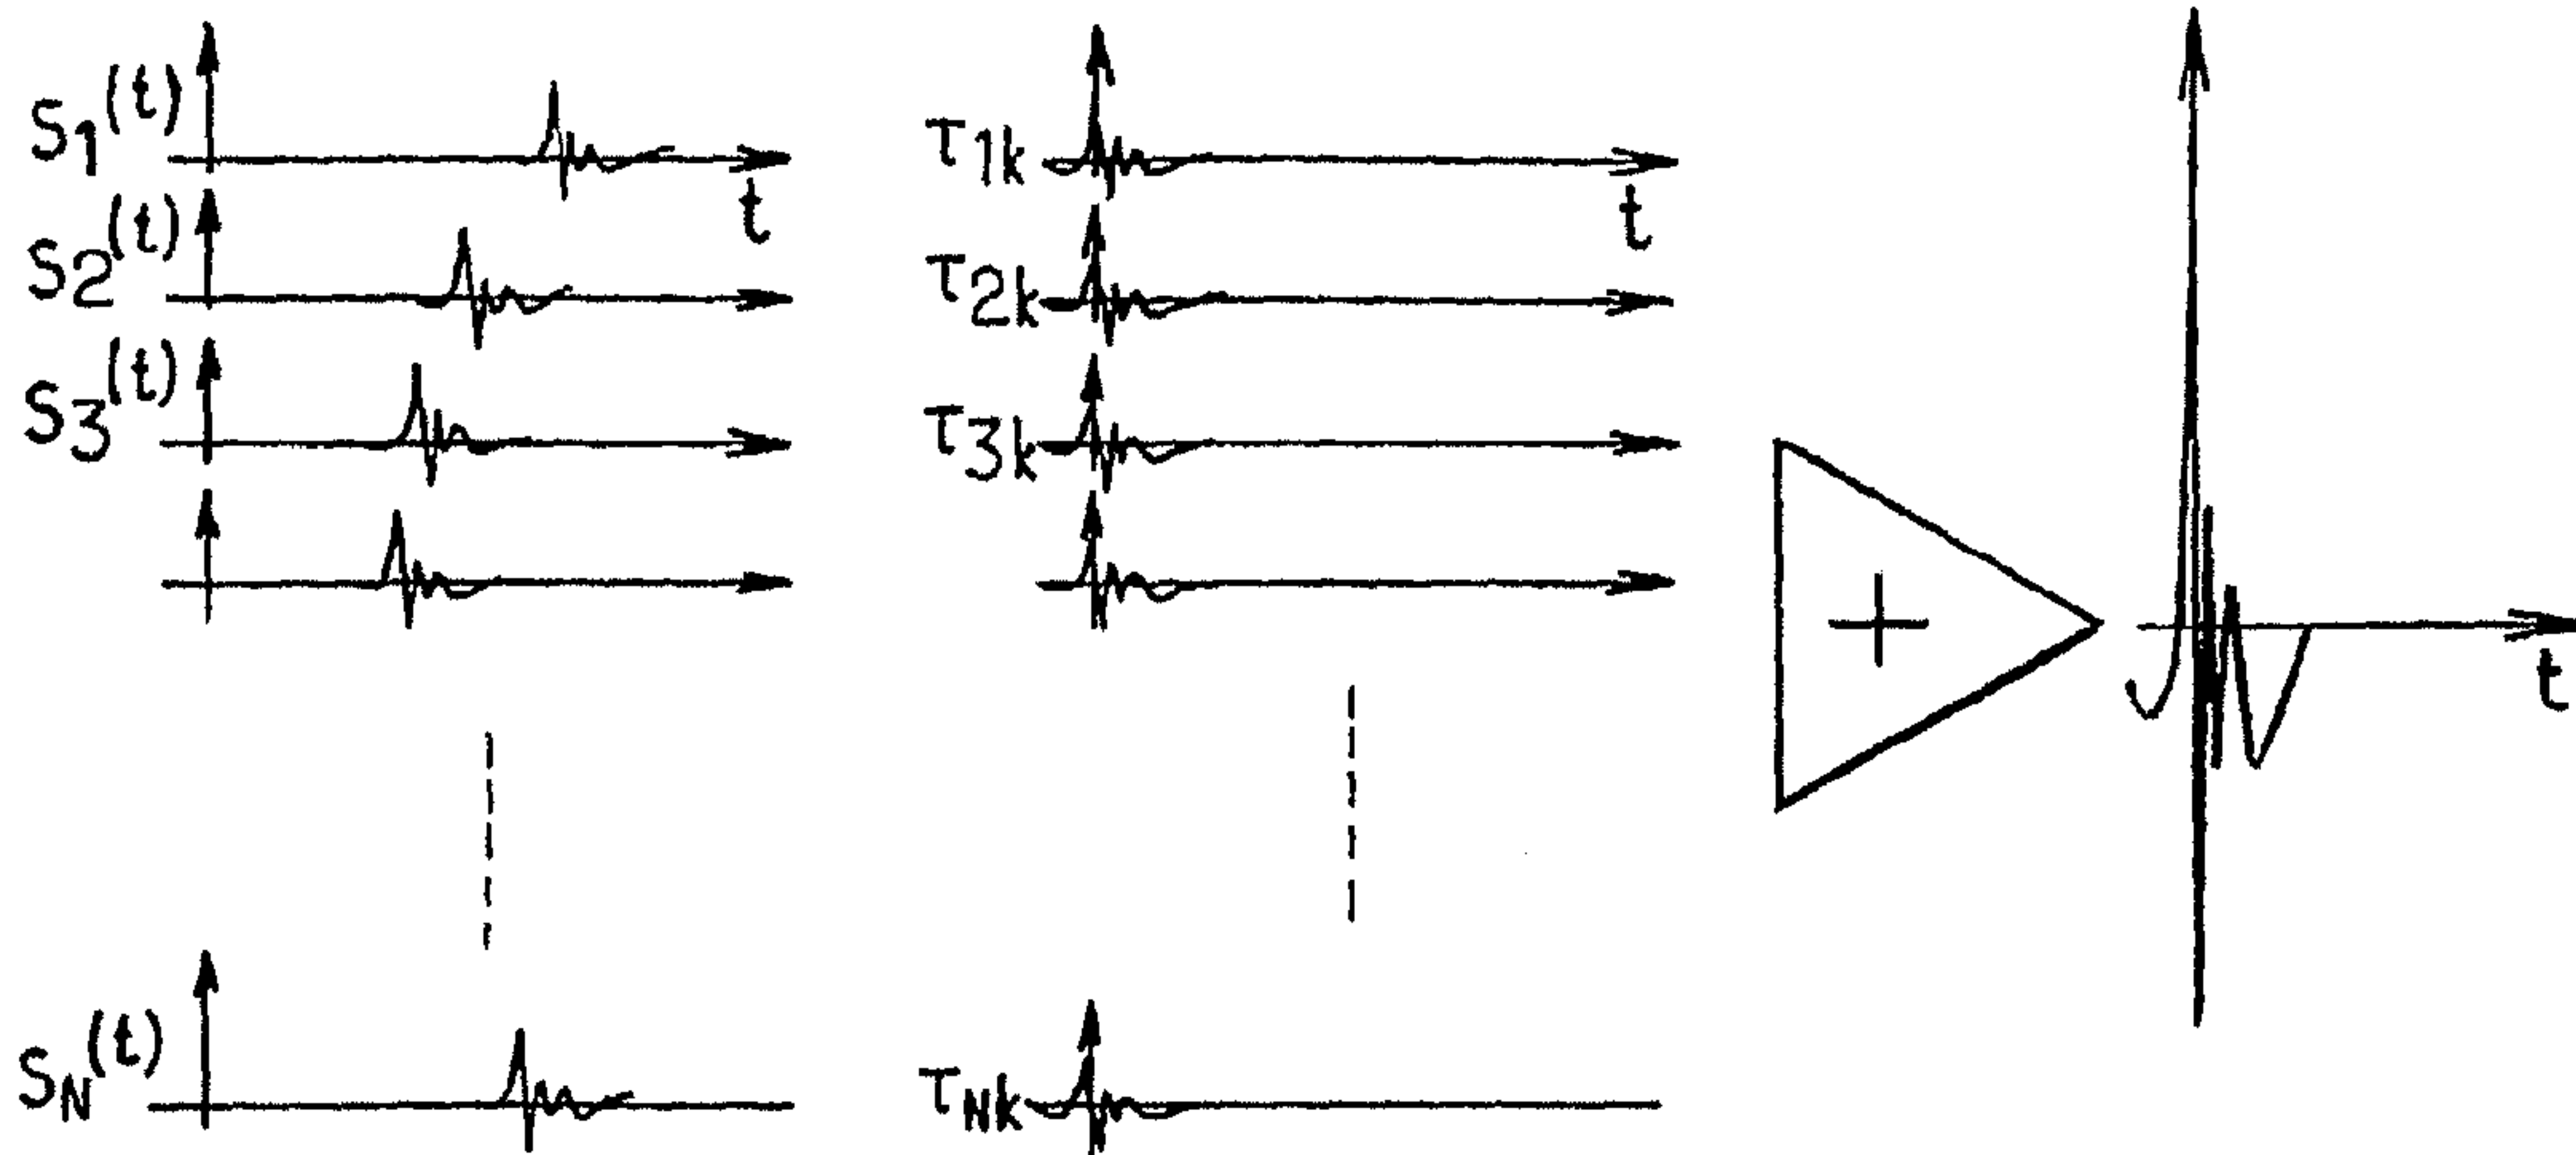 S1(t)
t
S2(t)
S3(t)
SN(t)
τ1k
t
τ2k
τ3k
τNk
+
t